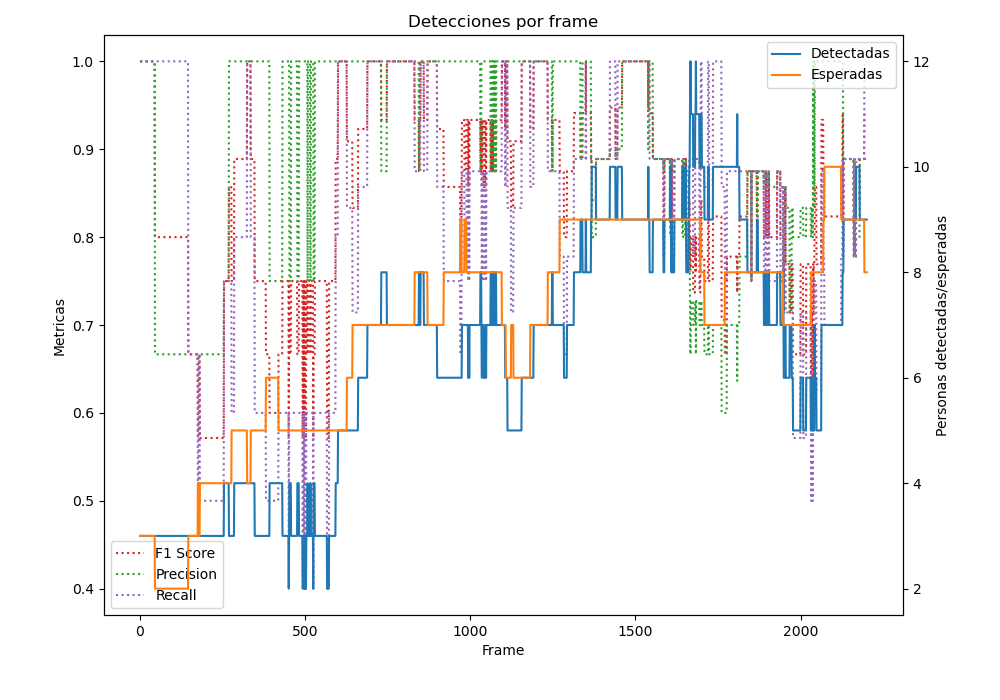 Detecciones por frame
Metricas
1.0
0.9
0.8
0.7
0.6
0.5
0.4
F1 Score
Precision
Recall
Detectadas
Esperadas
12
10
8
6
4
2
Personas detectadas/esperadas
0 500 1000 1500 2000
Frame